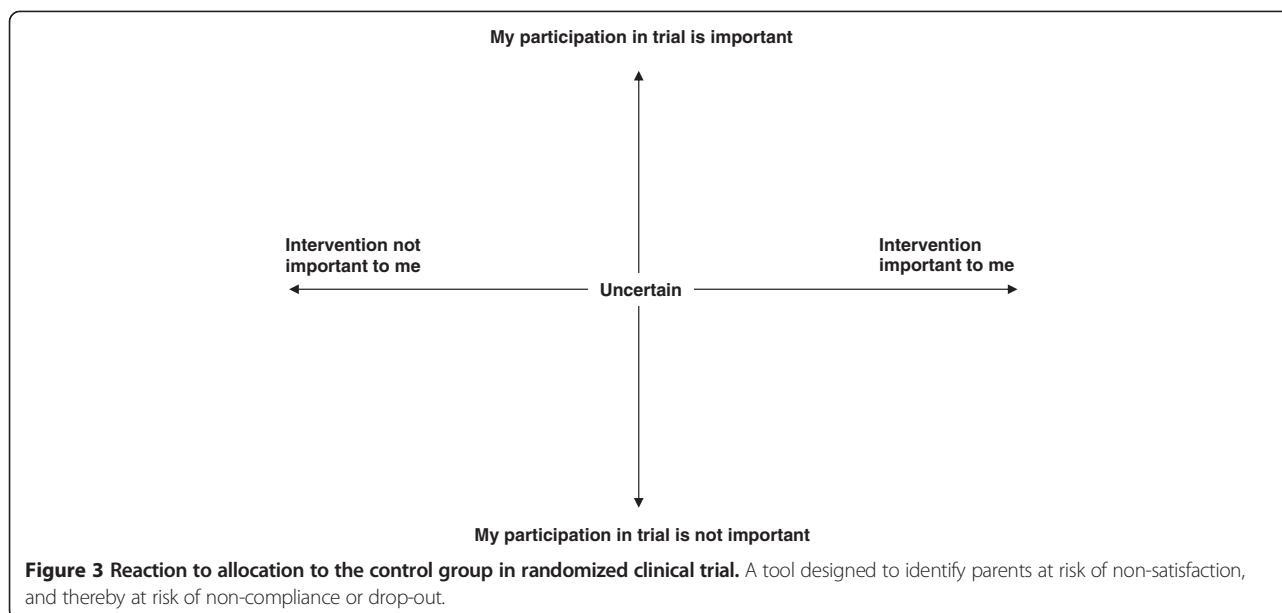 My participation in trial is important
Intervention not
important to me
Intervention
important to me
Uncertain
My participation in trial is not important
Figure 3 Reaction to allocation to the control group in randomized clinical trial. A tool designed to identify parents at risk of non-satisfaction,
and thereby at risk of non-compliance or drop-out.